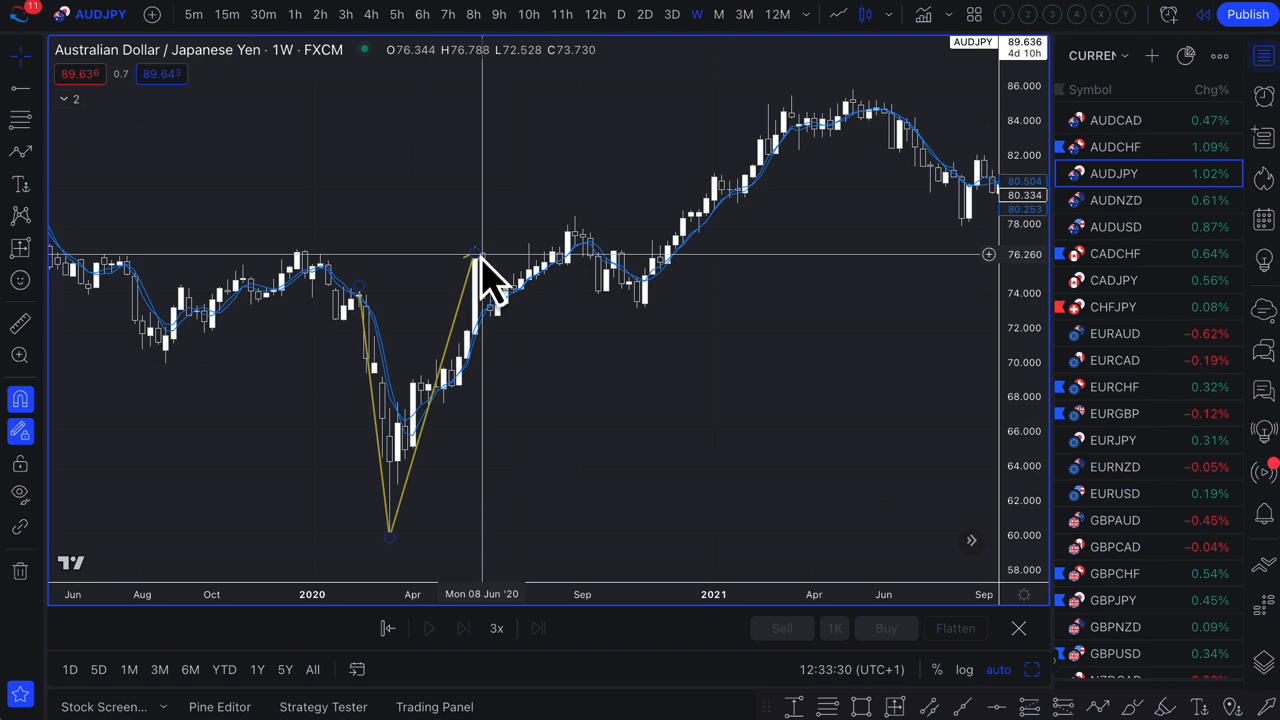 11
AUDJPY
5m 15m 30m 1h 2h 3h 4h 5h 6h 7h 8h 9h 10h 11h 12h D 2D 3D W M 3M 12M
1 2 3 4 X Y
Publish
Australian Dollar / Japanese Yen · 1W · FXCM
O76.344 H76.788 L72.528 C73.730
89.636 0.7 89.643
2
AUDJPY 89.636
4d 10h
86.000
84.000
82.000
80.504
80.334
80.253
78.000
76.260
74.000
72.000
70.000
68.000
66.000
64.000
62.000
60.000
58.000
Jun Aug Oct 2020 Apr Mon 08 Jun '20 Sep 2021 Apr Jun Sep
3x
Sell 1K Buy Flatten
1D 5D 1M 3M 6M YTD 1Y 5Y All
12:33:30 (UTC+1) % log auto
Stock Screen... Pine Editor Strategy Tester Trading Panel
CURREN
Symbol Chg%
AUDCAD 0.47%
AUDCHF 1.09%
AUDJPY 1.02%
AUDNZD 0.61%
AUDUSD 0.87%
CADCHF 0.64%
CADJPY 0.56%
CHFJPY 0.08%
EURAUD −0.62%
EURCAD −0.19%
EURCHF 0.32%
EURGBP −0.12%
EURJPY 0.31%
EURNZD −0.05%
EURUSD 0.19%
GBPAUD −0.45%
GBPCAD −0.04%
GBPCHF 0.54%
GBPJPY 0.45%
GBPNZD 0.09%
GBPUSD 0.34%